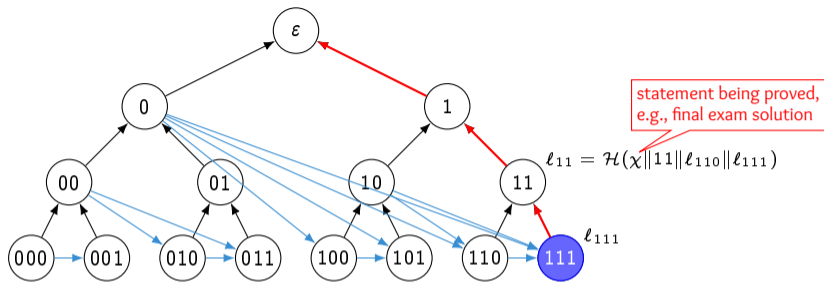 ε
0
1
statement being proved,
e.g., final exam solution
00
01
10
11
ℓ₁₁ = ℋ(χ‖11‖ℓ₁₁₀‖ℓ₁₁₁)
000
001
010
011
100
101
110
111
ℓ₁₁₁